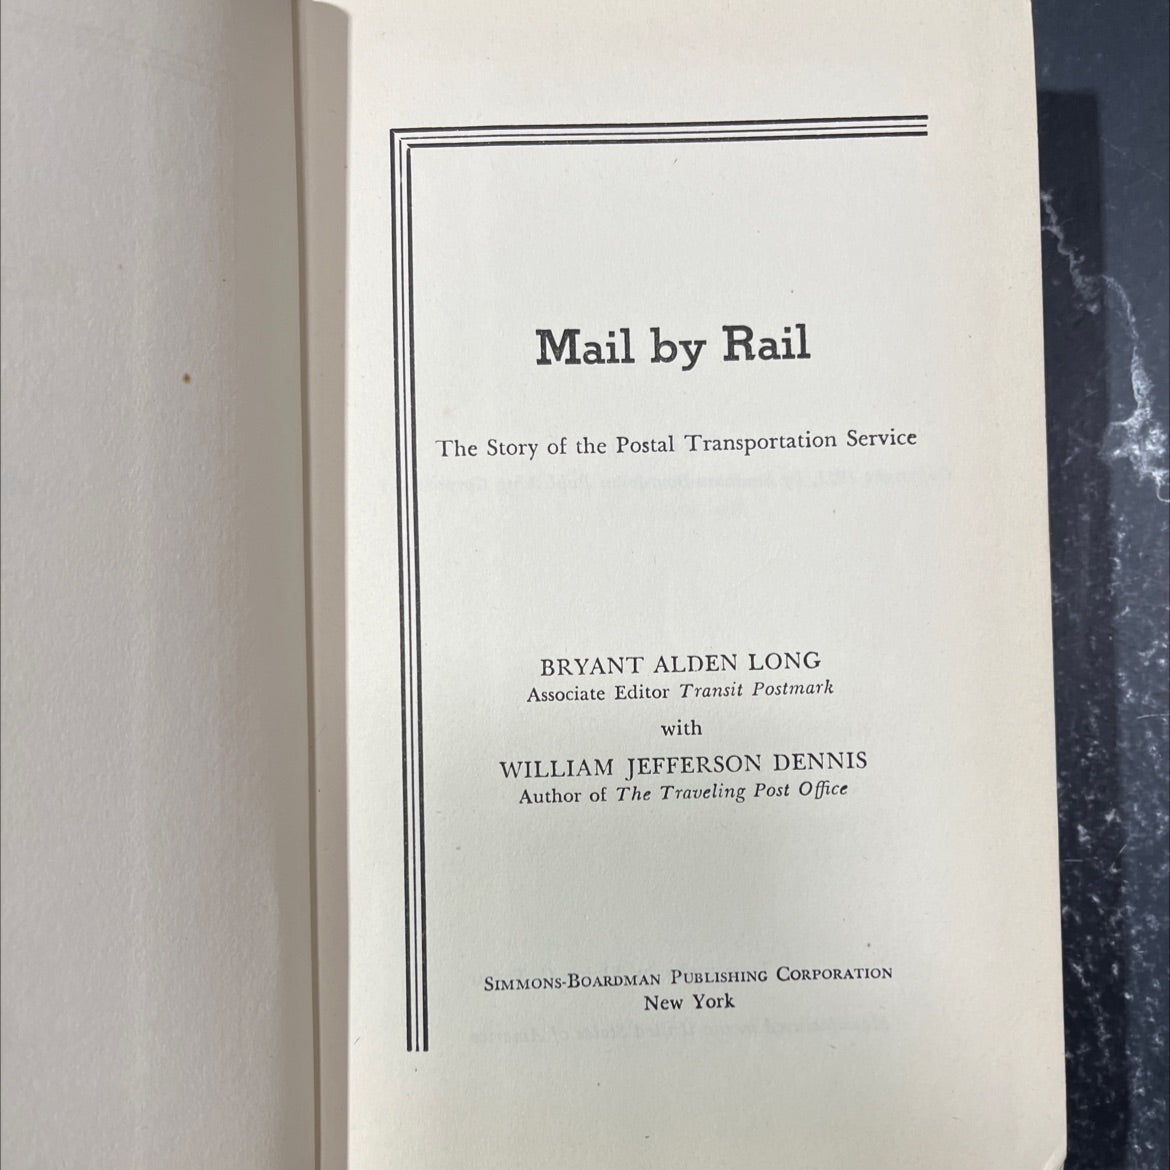 Mail by Rail
The Story of the Postal Transportation Service
BRYANT ALDEN LONG
Associate Editor Transit Postmark
with
WILLIAM JEFFERSON DENNIS
Author of The Traveling Post Office
SIMMONS-BOARDMAN PUBLISHING CORPORATION
New York